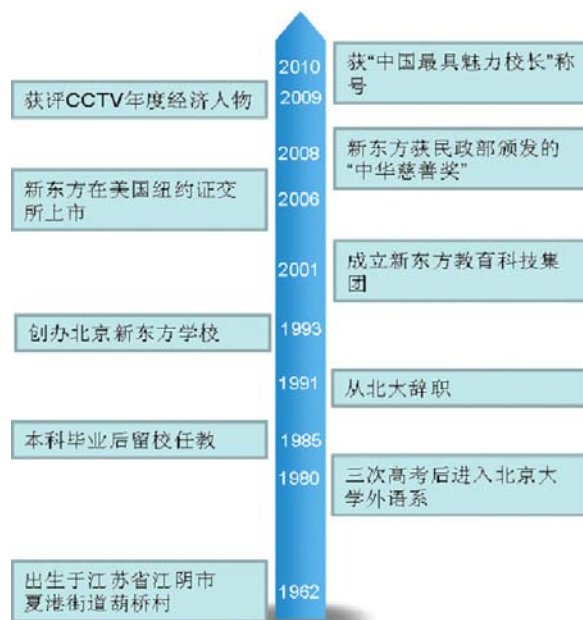 2010
获“中国最具魅力校长”称
号
获评CCTV年度经济人物
2009
2008
新东方获民政部颁发的
“中华慈善奖”
新东方在美国纽约证交
所上市
2006
2001
成立新东方教育科技集
团
创办北京新东方学校
1993
1991
从北大辞职
本科毕业后留校任教
1985
1980
三次高考后进入北京大
学外语系
出生于江苏省江阴市
夏港街道葫桥村
1962